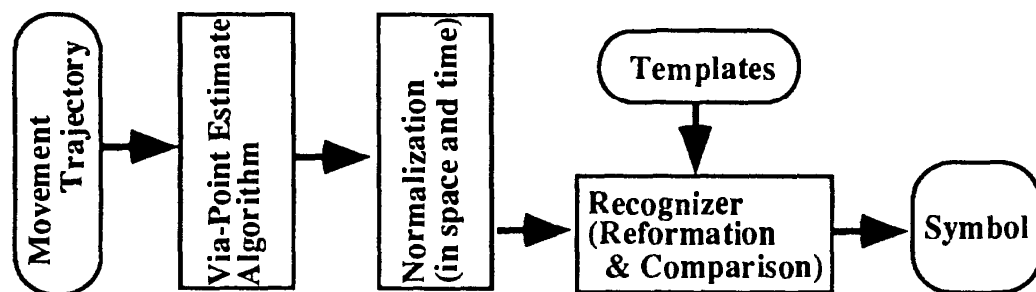 Movement
Trajectory
Via-Point Estimate
Algorithm
Normalization
(in space and time)
Templates
Recognizer
(Reformation
& Comparison)
Symbol